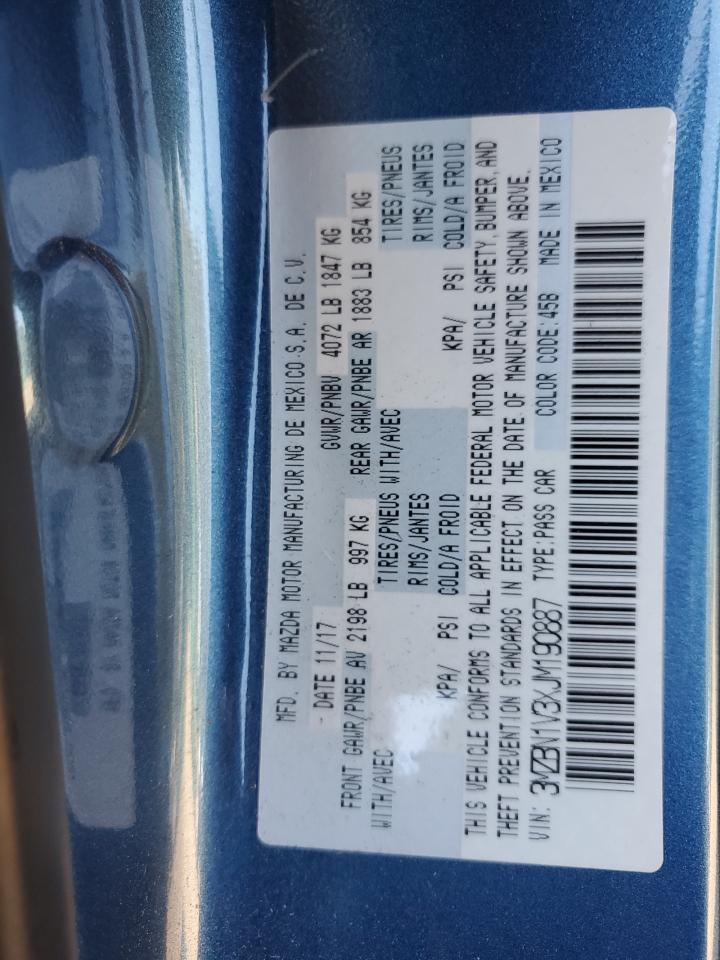 MFD. BY MAZDA MOTOR MANUFACTURING DE MEXICO S.A. DE C.V.
DATE 11/17 GVWR/PNBV 4072 LB 1847 KG
FRONT GAWR/PNBE AV 2198 LB 997 KG REAR GAWR/PNBE AR 1883 LB 854 KG
WITH/AVEC TIRES/PNEUS WITH/AVEC TIRES/PNEUS
RIMS/JANTES RIMS/JANTES
KPA/ PSI COLD/A FROID KPA/ PSI COLD/A FROID
THIS VEHICLE CONFORMS TO ALL APPLICABLE FEDERAL MOTOR VEHICLE SAFETY, BUMPER, AND
THEFT PREVENTION STANDARDS IN EFFECT ON THE DATE OF MANUFACTURE SHOWN ABOVE.
VIN: 3MZBN1V3XJM190887 TYPE:PASS CAR COLOR CODE:45B MADE IN MEXICO